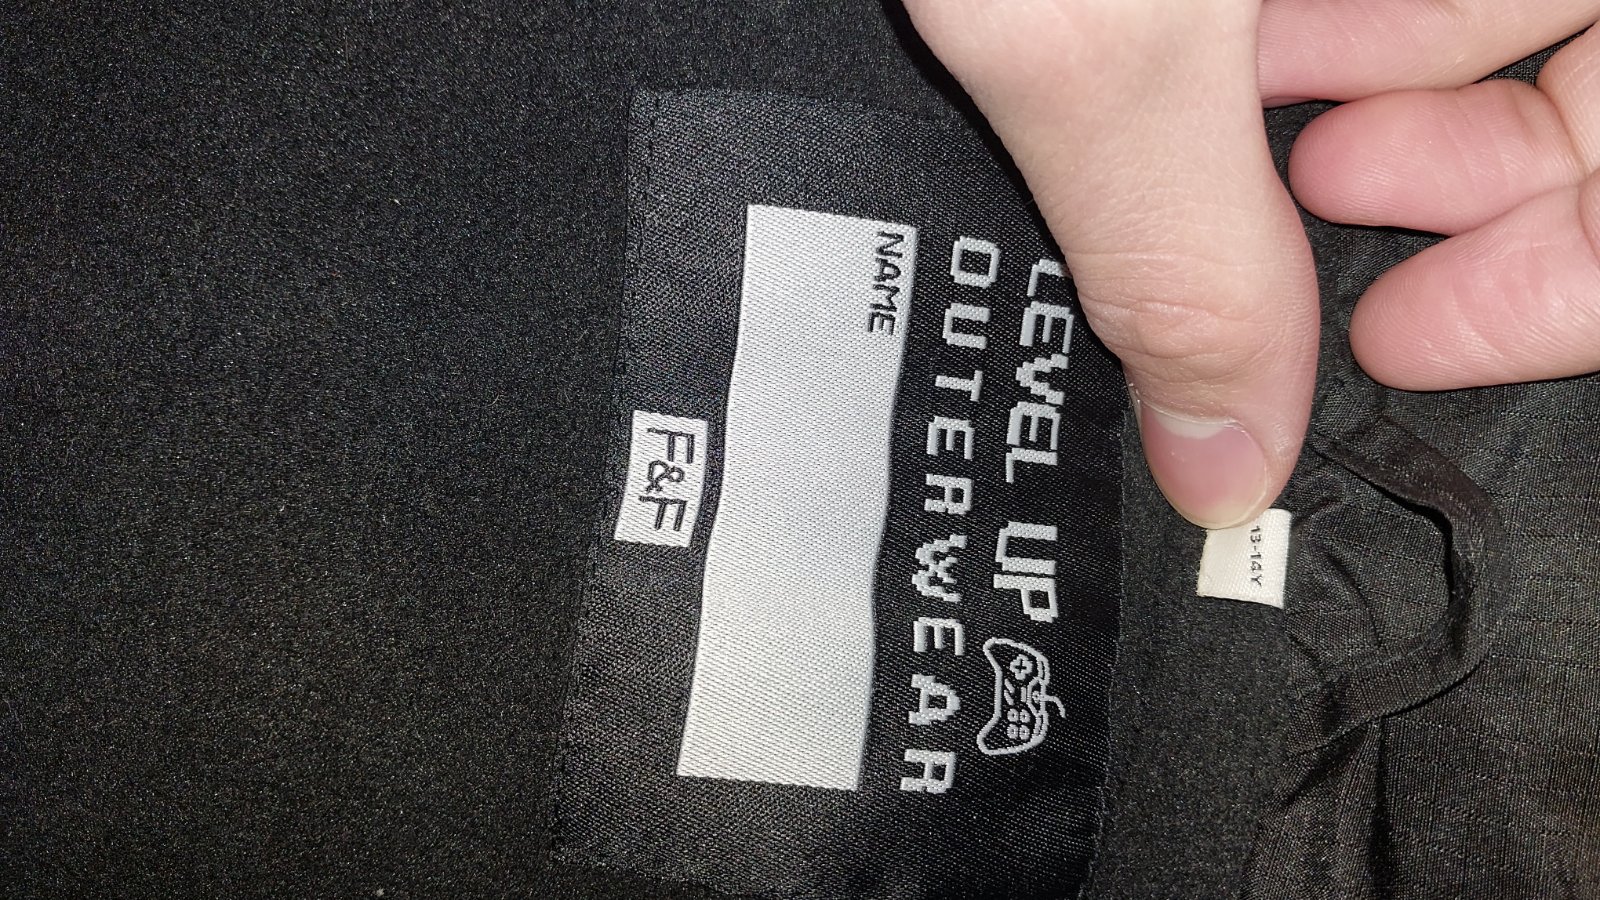 13-14Y
LEVEL UP
OUTERWEAR
NAME
F&F